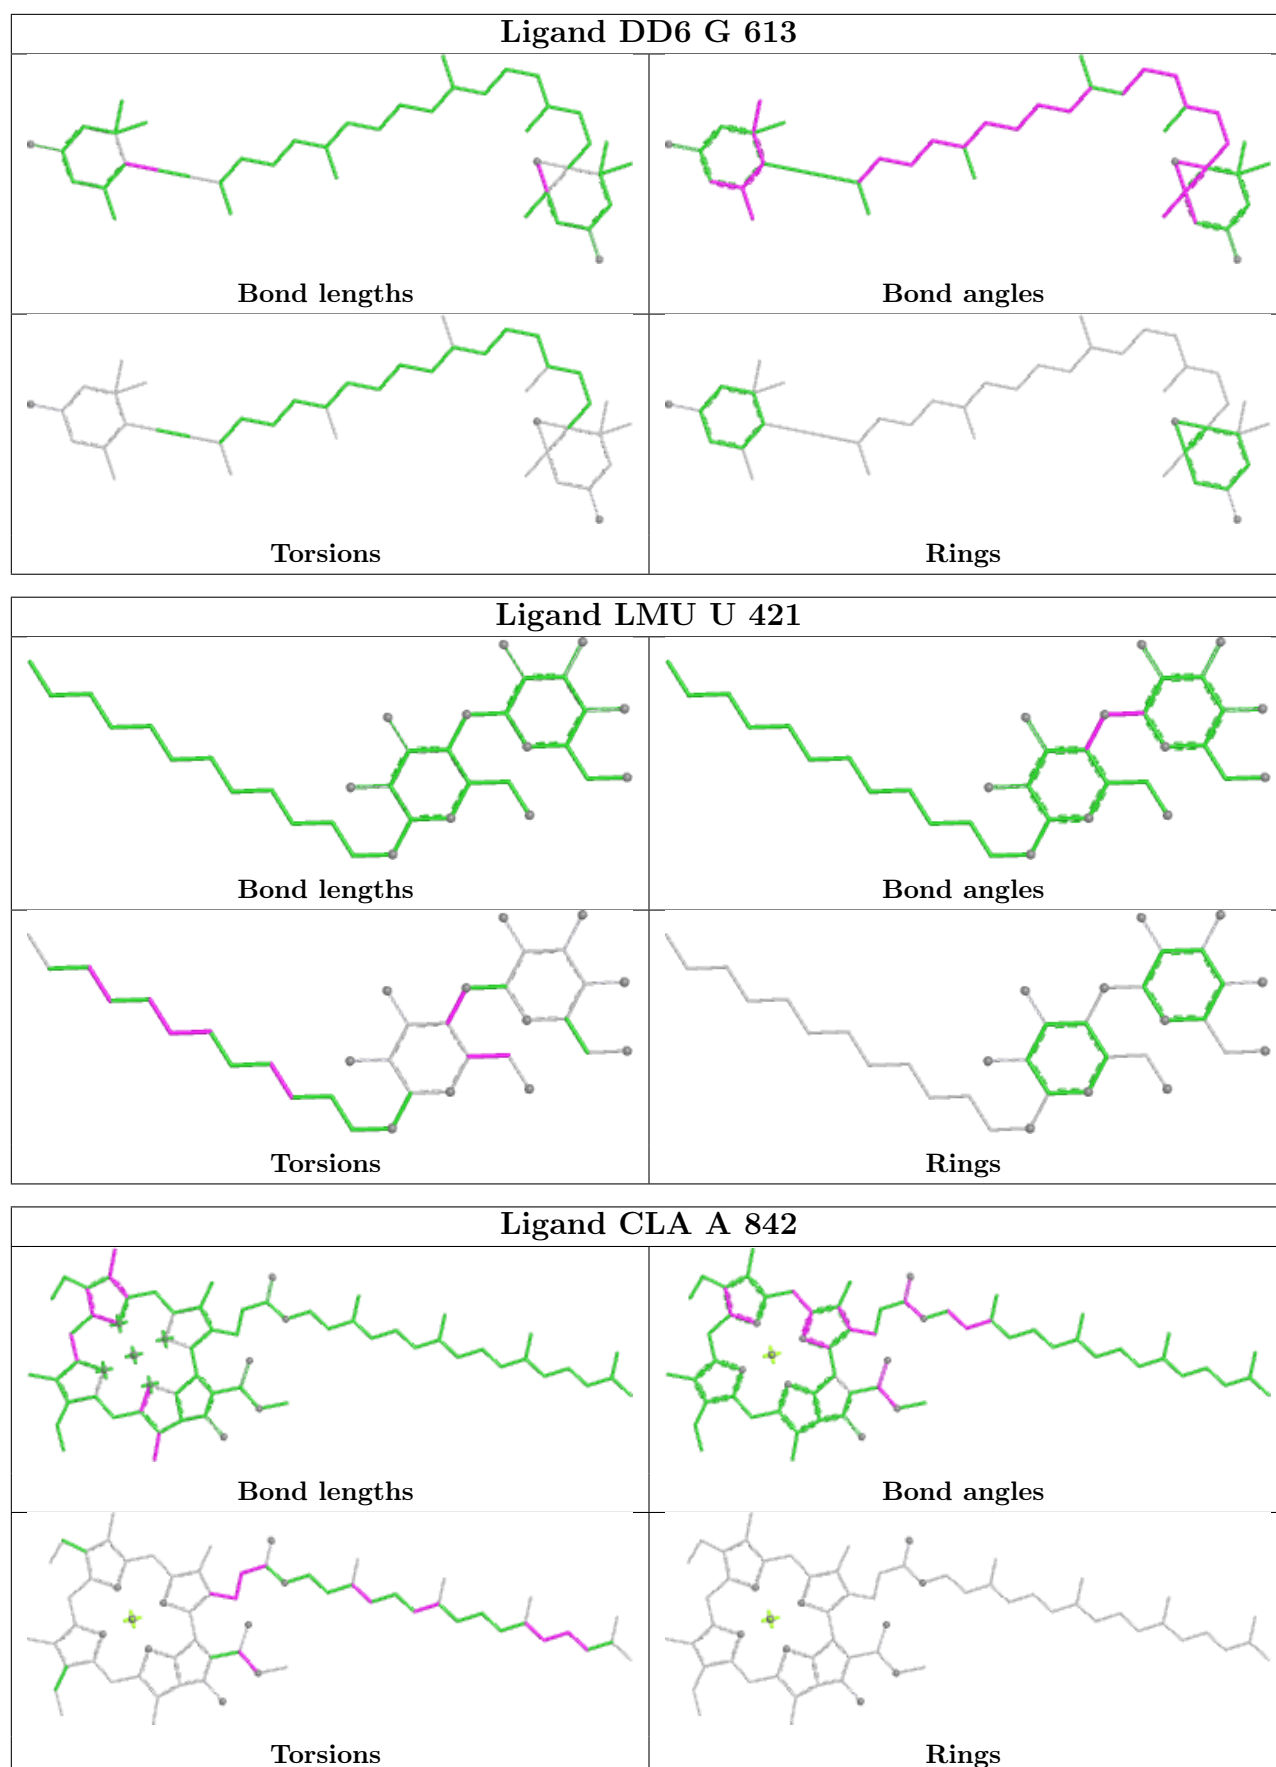 Ligand DD6 G 613
Bond lengths
Bond angles
Torsions
Rings
Ligand LMU U 421
Bond lengths
Bond angles
Torsions
Rings
Ligand CLA A 842
Bond lengths
Bond angles
Torsions
Rings